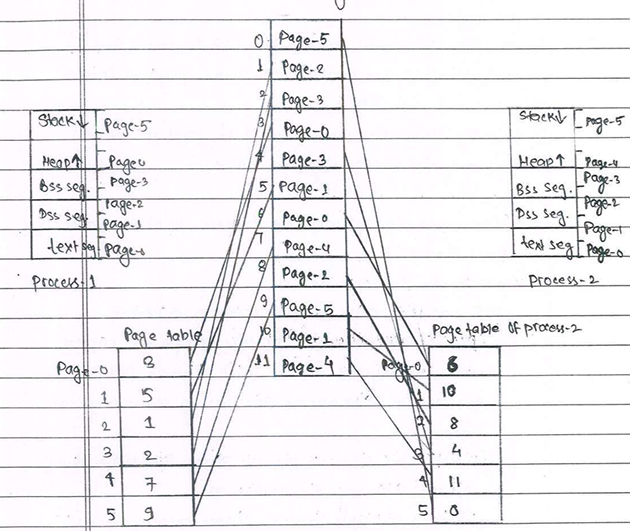 0 Page-5
1 Page-2
2 Page-3
3 Page-0
4 Page-3
5 Page-1
6 Page-0
7 Page-4
8 Page-2
9 Page-5
10 Page-1
11 Page-4
Stack↓ Page-5
Heap↑
Bss seg. Page-3
Page-2
Dss seg. Page-1
text seg.
Process-1
Stack↓ Page-5
Heap↑ Page-4
Bss seg. Page-3
Dss seg. Page-2
Page-1
text seg Page-0
Process-2
Page table
Page-0 3
1 5
2 1
3 2
4 7
5 9
Page table of process-2
Page-0 6
1 10
2 8
3 4
4 11
5 0